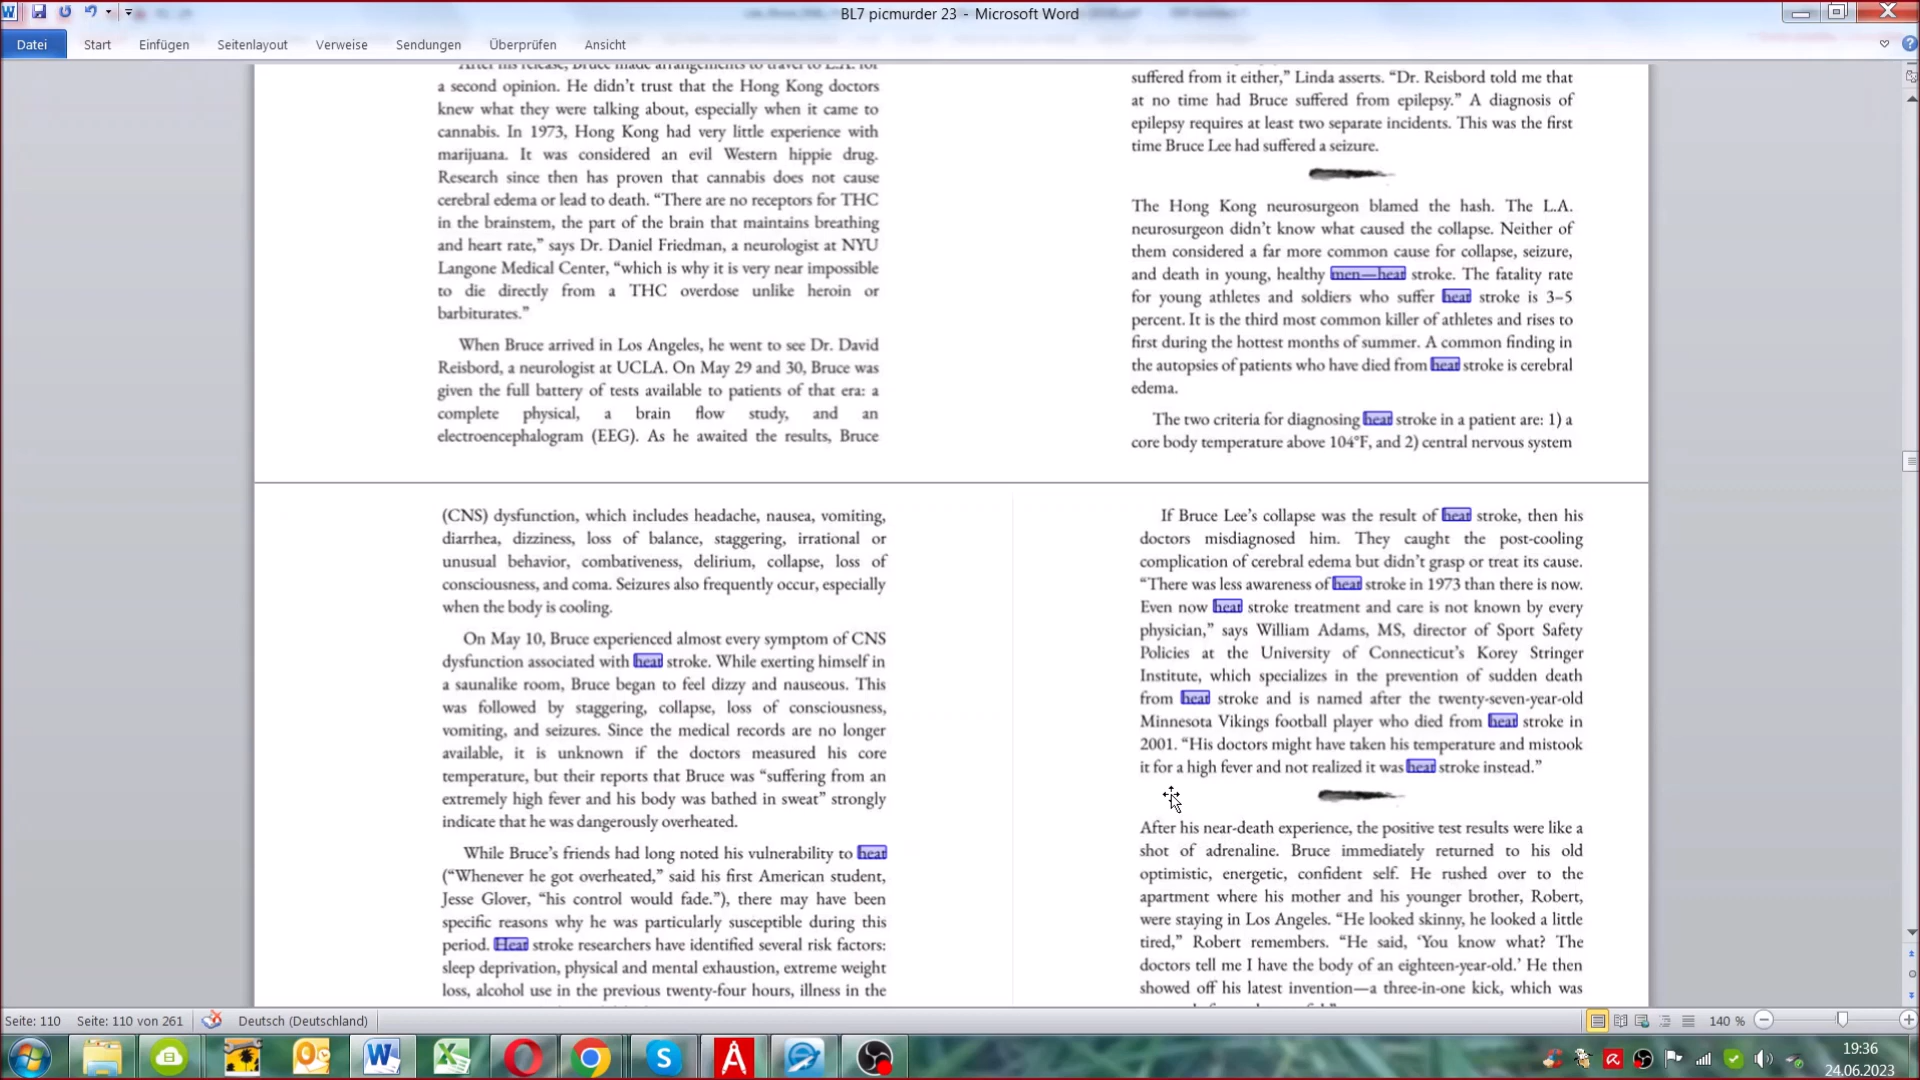 BL7 picmurder 23 - Microsoft Word
Datei Start Einfügen Seitenlayout Verweise Sendungen Überprüfen Ansicht
After his release, Bruce made arrangements to travel to L.A. for
a second opinion. He didn’t trust that the Hong Kong doctors
knew what they were talking about, especially when it came to
cannabis. In 1973, Hong Kong had very little experience with
marijuana. It was considered an evil Western hippie drug.
Research since then has proven that cannabis does not cause
cerebral edema or lead to death. “There are no receptors for THC
in the brainstem, the part of the brain that maintains breathing
and heart rate,” says Dr. Daniel Friedman, a neurologist at NYU
Langone Medical Center, “which is why it is very near impossible
to die directly from a THC overdose unlike heroin or
barbiturates.”
When Bruce arrived in Los Angeles, he went to see Dr. David
Reisbord, a neurologist at UCLA. On May 29 and 30, Bruce was
given the full battery of tests available to patients of that era: a
complete physical, a brain flow study, and an
electroencephalogram (EEG). As he awaited the results, Bruce
suffered from it either,” Linda asserts. “Dr. Reisbord told me that
at no time had Bruce suffered from epilepsy.” A diagnosis of
epilepsy requires at least two separate incidents. This was the first
time Bruce Lee had suffered a seizure.
The Hong Kong neurosurgeon blamed the hash. The L.A.
neurosurgeon didn’t know what caused the collapse. Neither of
them considered a far more common cause for collapse, seizure,
and death in young, healthy men—heat stroke. The fatality rate
for young athletes and soldiers who suffer heat stroke is 3–5
percent. It is the third most common killer of athletes and rises to
first during the hottest months of summer. A common finding in
the autopsies of patients who have died from heat stroke is cerebral
edema.
The two criteria for diagnosing heat stroke in a patient are: 1) a
core body temperature above 104°F, and 2) central nervous system
(CNS) dysfunction, which includes headache, nausea, vomiting,
diarrhea, dizziness, loss of balance, staggering, irrational or
unusual behavior, combativeness, delirium, collapse, loss of
consciousness, and coma. Seizures also frequently occur, especially
when the body is cooling.
On May 10, Bruce experienced almost every symptom of CNS
dysfunction associated with heat stroke. While exerting himself in
a saunalike room, Bruce began to feel dizzy and nauseous. This
was followed by staggering, collapse, loss of consciousness,
vomiting, and seizures. Since the medical records are no longer
available, it is unknown if the doctors measured his core
temperature, but their reports that Bruce was “suffering from an
extremely high fever and his body was bathed in sweat” strongly
indicate that he was dangerously overheated.
While Bruce’s friends had long noted his vulnerability to heat
(“Whenever he got overheated,” said his first American student,
Jesse Glover, “his control would fade.”), there may have been
specific reasons why he was particularly susceptible during this
period. Heat stroke researchers have identified several risk factors:
sleep deprivation, physical and mental exhaustion, extreme weight
loss, alcohol use in the previous twenty-four hours, illness in the
If Bruce Lee’s collapse was the result of heat stroke, then his
doctors misdiagnosed him. They caught the post-cooling
complication of cerebral edema but didn’t grasp or treat its cause.
“There was less awareness of heat stroke in 1973 than there is now.
Even now heat stroke treatment and care is not known by every
physician,” says William Adams, MS, director of Sport Safety
Policies at the University of Connecticut’s Korey Stringer
Institute, which specializes in the prevention of sudden death
from heat stroke and is named after the twenty-seven-year-old
Minnesota Vikings football player who died from heat stroke in
2001. “His doctors might have taken his temperature and mistook
it for a high fever and not realized it was heat stroke instead.”
After his near-death experience, the positive test results were like a
shot of adrenaline. Bruce immediately returned to his old
optimistic, energetic, confident self. He rushed over to the
apartment where his mother and his younger brother, Robert,
were staying in Los Angeles. “He looked skinny, he looked a little
tired,” Robert remembers. “He said, ‘You know what? The
doctors tell me I have the body of an eighteen-year-old.’ He then
showed off his latest invention—a three-in-one kick, which was
Seite: 110 Seite: 110 von 261 Deutsch (Deutschland) 140 %
19:36
24.06.2023